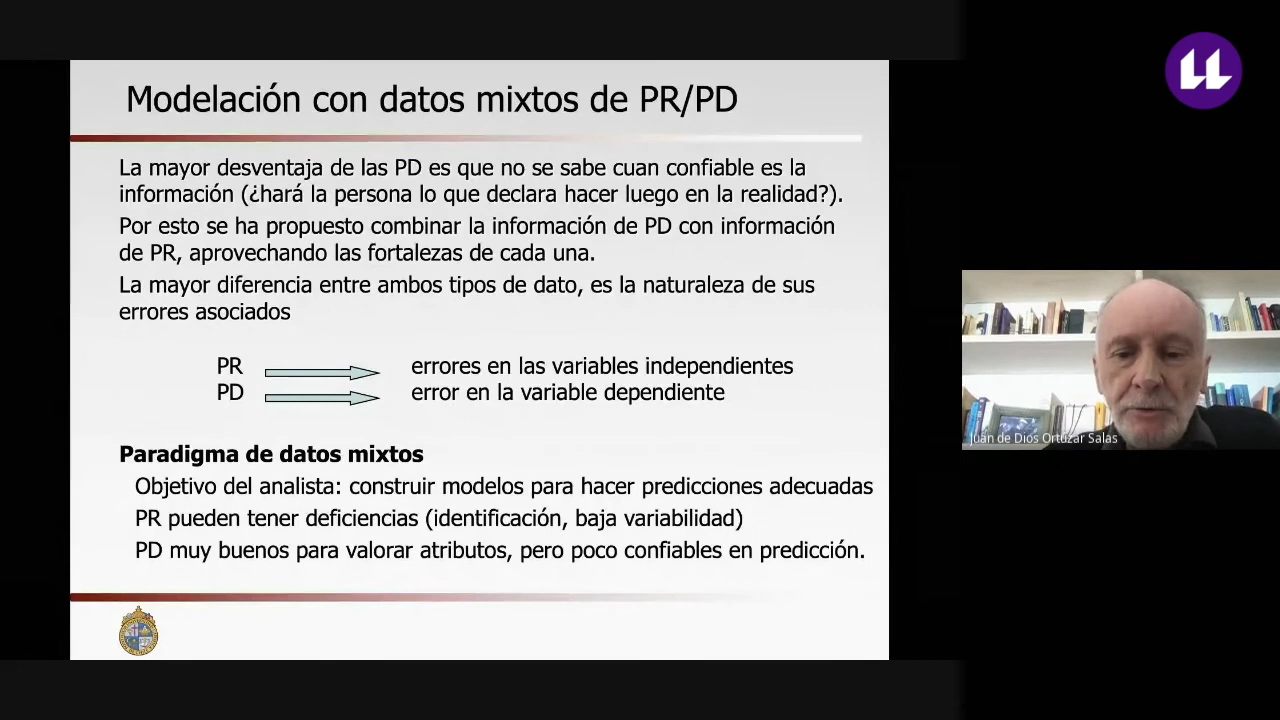 Modelación con datos mixtos de PR/PD
La mayor desventaja de las PD es que no se sabe cuan confiable es la
información (¿hará la persona lo que declara hacer luego en la realidad?).
Por esto se ha propuesto combinar la información de PD con información
de PR, aprovechando las fortalezas de cada una.
La mayor diferencia entre ambos tipos de dato, es la naturaleza de sus
errores asociados
PR errores en las variables independientes
PD error en la variable dependiente
Paradigma de datos mixtos
Objetivo del analista: construir modelos para hacer predicciones adecuadas
PR pueden tener deficiencias (identificación, baja variabilidad)
PD muy buenos para valorar atributos, pero poco confiables en predicción.
Juan de Dios Ortúzar Salas